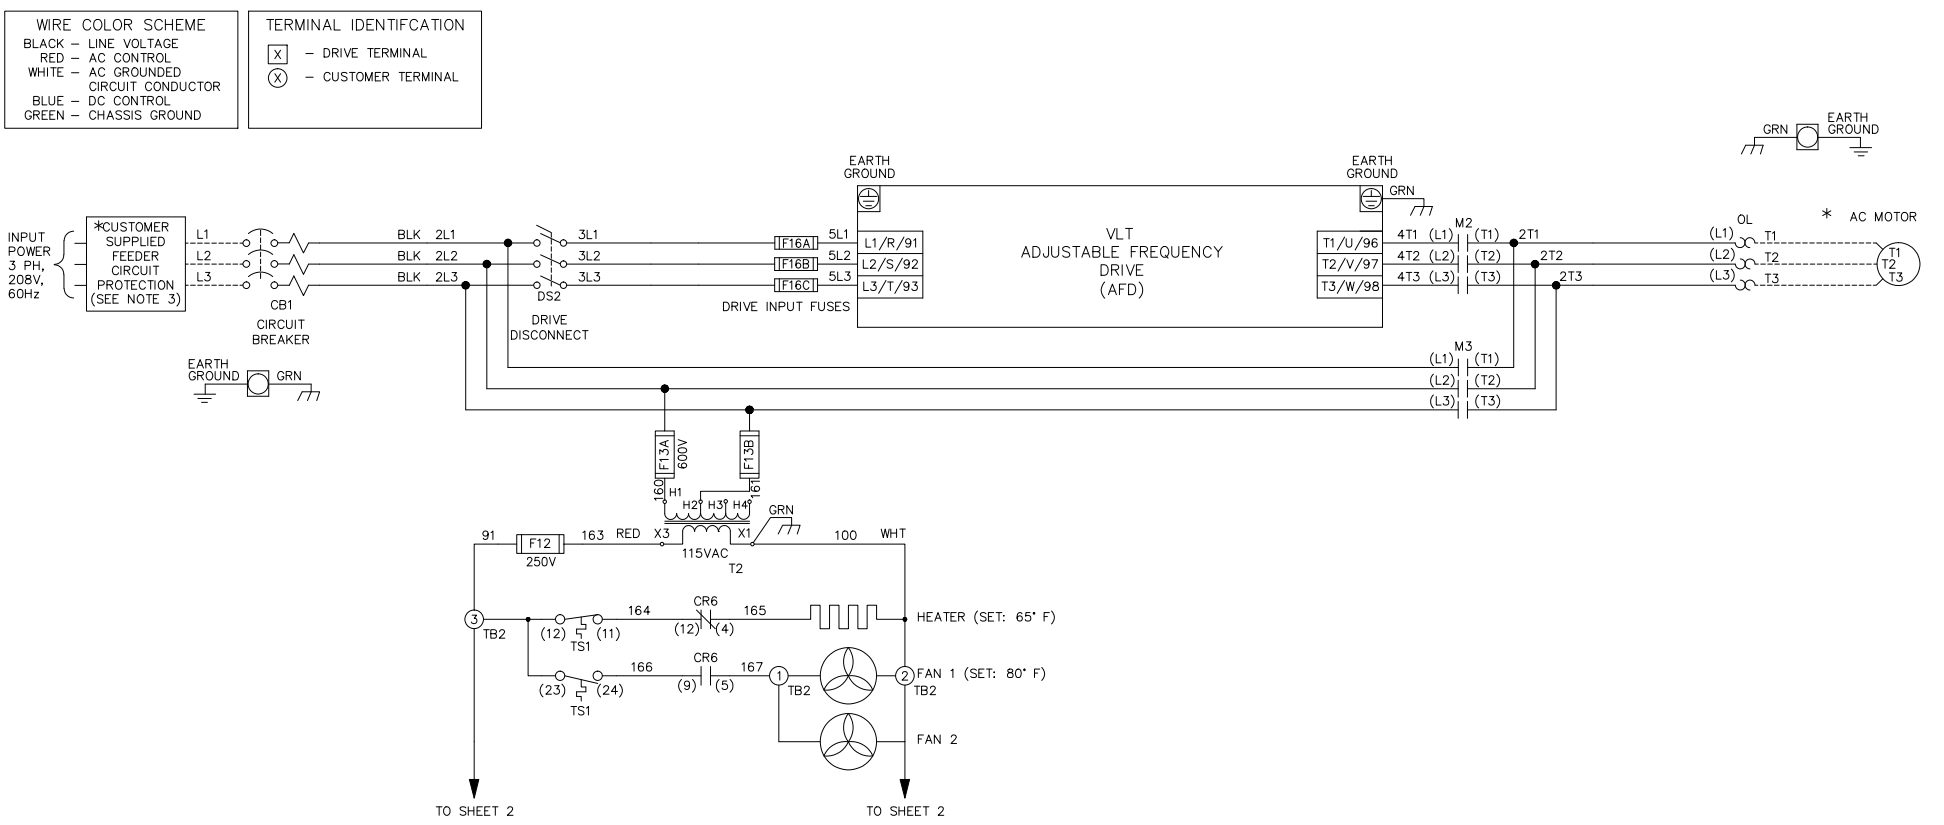 WIRE COLOR SCHEME
BLACK – LINE VOLTAGE
RED – AC CONTROL
WHITE – AC GROUNDED
CIRCUIT CONDUCTOR
BLUE – DC CONTROL
GREEN – CHASSIS GROUND
TERMINAL IDENTIFCATION
X – DRIVE TERMINAL
X – CUSTOMER TERMINAL
EARTH
GRN GROUND
EARTH
GROUND
EARTH
GROUND
GRN
INPUT
POWER
3 PH,
208V,
60Hz
*CUSTOMER
SUPPLIED
FEEDER
CIRCUIT
PROTECTION
(SEE NOTE 3)
L1
L2
L3
CB1
CIRCUIT
BREAKER
BLK 2L1
BLK 2L2
BLK 2L3
DS2
DRIVE
DISCONNECT
3L1
3L2
3L3
F16A
F16B
F16C
DRIVE INPUT FUSES
5L1
5L2
5L3
L1/R/91
L2/S/92
L3/T/93
VLT
ADJUSTABLE FREQUENCY
DRIVE
(AFD)
T1/U/96
T2/V/97
T3/W/98
M2
4T1 (L1) (T1) 2T1
4T2 (L2) (T2) 2T2
4T3 (L3) (T3) 2T3
OL
(L1) T1
(L2) T2
(L3) T3
* AC MOTOR
T1
T2
T3
M3
(L1) (T1)
(L2) (T2)
(L3) (T3)
EARTH
GROUND GRN
F13A
600V
F13B
160
161
H1
H2 H3 H4
GRN
91
F12
250V
163 RED X3
X1
115VAC
T2
100 WHT
3
TB2
(12) (11)
TS1
164
CR6
(12) (4)
165
HEATER (SET: 65° F)
(23) (24)
TS1
166
CR6
(9) (5)
167
1
TB2
2
TB2
FAN 1 (SET: 80° F)
FAN 2
TO SHEET 2
TO SHEET 2